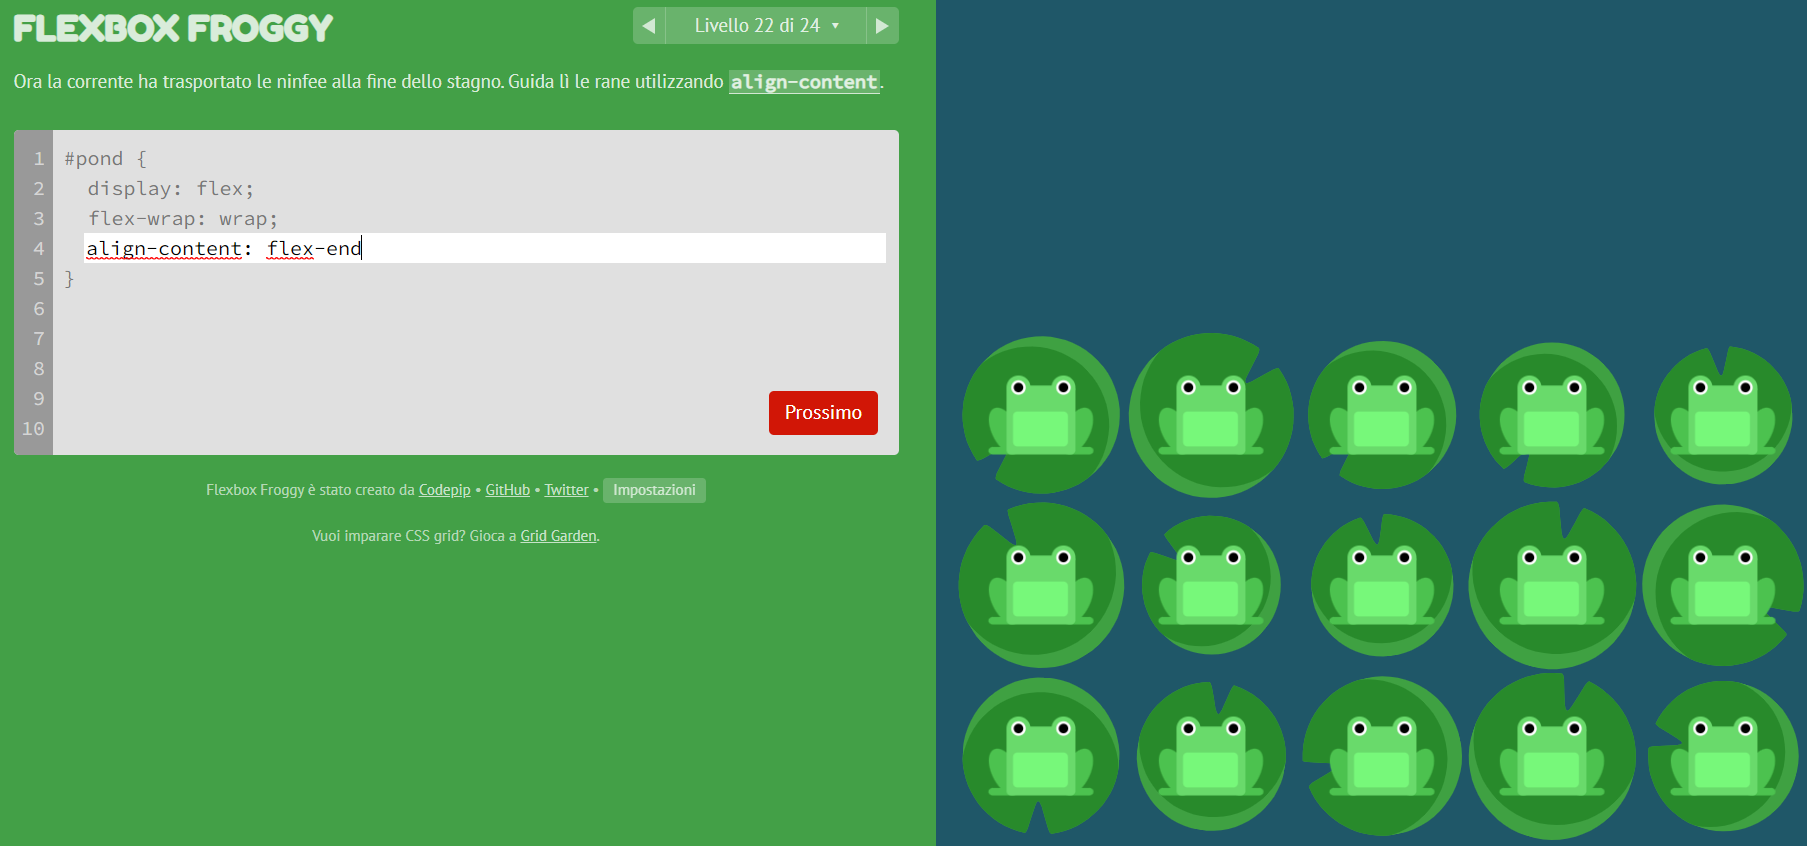 FLEXBOX FROGGY
◀ Livello 22 di 24 ▾ ▶
Ora la corrente ha trasportato le ninfee alla fine dello stagno. Guida lì le rane utilizzando align-content.
1 #pond {
2 display: flex;
3 flex-wrap: wrap;
4 align-content: flex-end
5 }
6
7
8
9
10
Prossimo
Flexbox Froggy è stato creato da Codepip • GitHub • Twitter • Impostazioni
Vuoi imparare CSS grid? Gioca a Grid Garden.